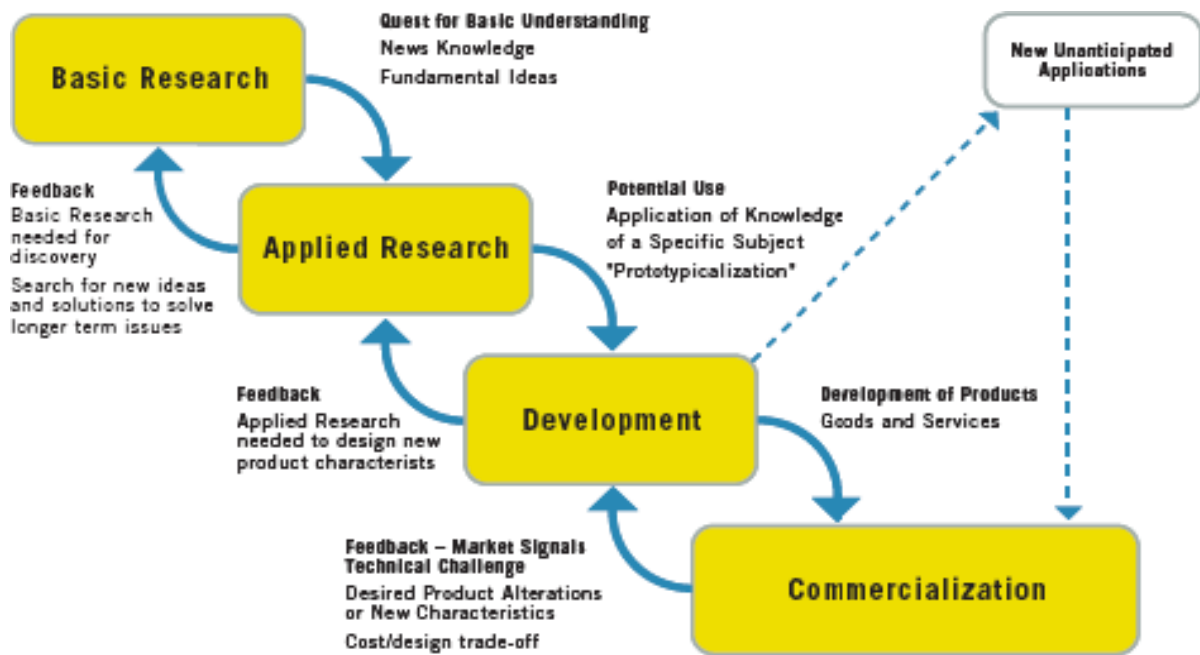 Basic Research
Quest for Basic Understanding
News Knowledge
Fundamental Ideas
New Unanticipated
Applications
Feedback
Basic Research
needed for
discovery
Search for new ideas
and solutions to solve
longer term issues
Applied Research
Potential Use
Application of Knowledge
of a Specific Subject
"Prototypicalization"
Feedback
Applied Research
needed to design new
product characterists
Development
Development of Products
Goods and Services
Feedback – Market Signals
Technical Challenge
Desired Product Alterations
or New Characteristics
Cost/design trade-off
Commercialization